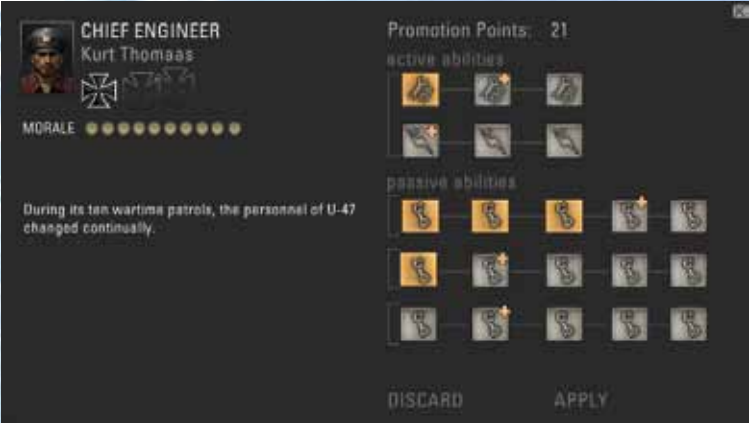 CHIEF ENGINEER
Kurt Thomaas
MORALE
During its ten wartime patrols, the personnel of U-47
changed continually.
Promotion Points: 21
active abilities
passive abilities
DISCARD
APPLY